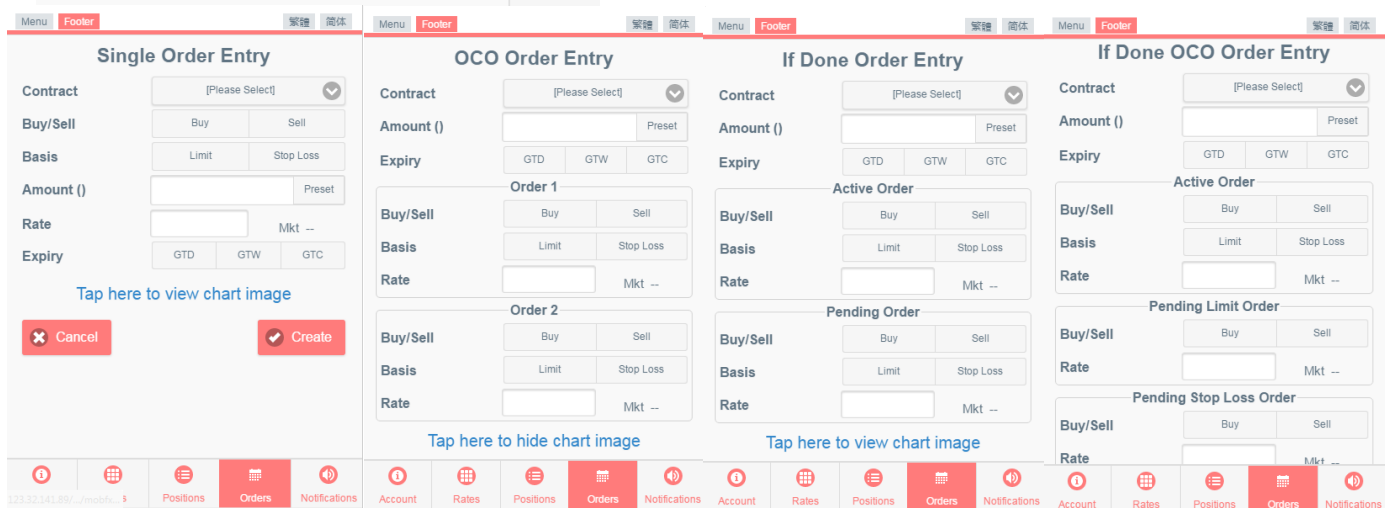 Menu Footer 繁體 简体
Single Order Entry
Contract [Please Select]
Buy/Sell Buy Sell
Basis Limit Stop Loss
Amount () Preset
Rate Mkt --
Expiry GTD GTW GTC
Tap here to view chart image
Cancel Create
Positions Orders Notifications
Menu Footer 繁體 简体
OCO Order Entry
Contract [Please Select]
Amount () Preset
Expiry GTD GTW GTC
Order 1
Buy/Sell Buy Sell
Basis Limit Stop Loss
Rate Mkt --
Order 2
Buy/Sell Buy Sell
Basis Limit Stop Loss
Rate Mkt --
Tap here to hide chart image
Account Rates Positions Orders Notifications
Menu Footer 繁體 简体
If Done Order Entry
Contract [Please Select]
Amount () Preset
Expiry GTD GTW GTC
Active Order
Buy/Sell Buy Sell
Basis Limit Stop Loss
Rate Mkt --
Pending Order
Buy/Sell Buy Sell
Basis Limit Stop Loss
Rate Mkt --
Tap here to view chart image
Account Rates Positions Orders Notifications
Menu Footer 繁體 简体
If Done OCO Order Entry
Contract [Please Select]
Amount () Preset
Expiry GTD GTW GTC
Active Order
Buy/Sell Buy Sell
Basis Limit Stop Loss
Rate Mkt --
Pending Limit Order
Buy/Sell Buy Sell
Rate Mkt --
Pending Stop Loss Order
Buy/Sell Buy Sell
Rate Mkt --
Account Rates Positions Orders Notifications